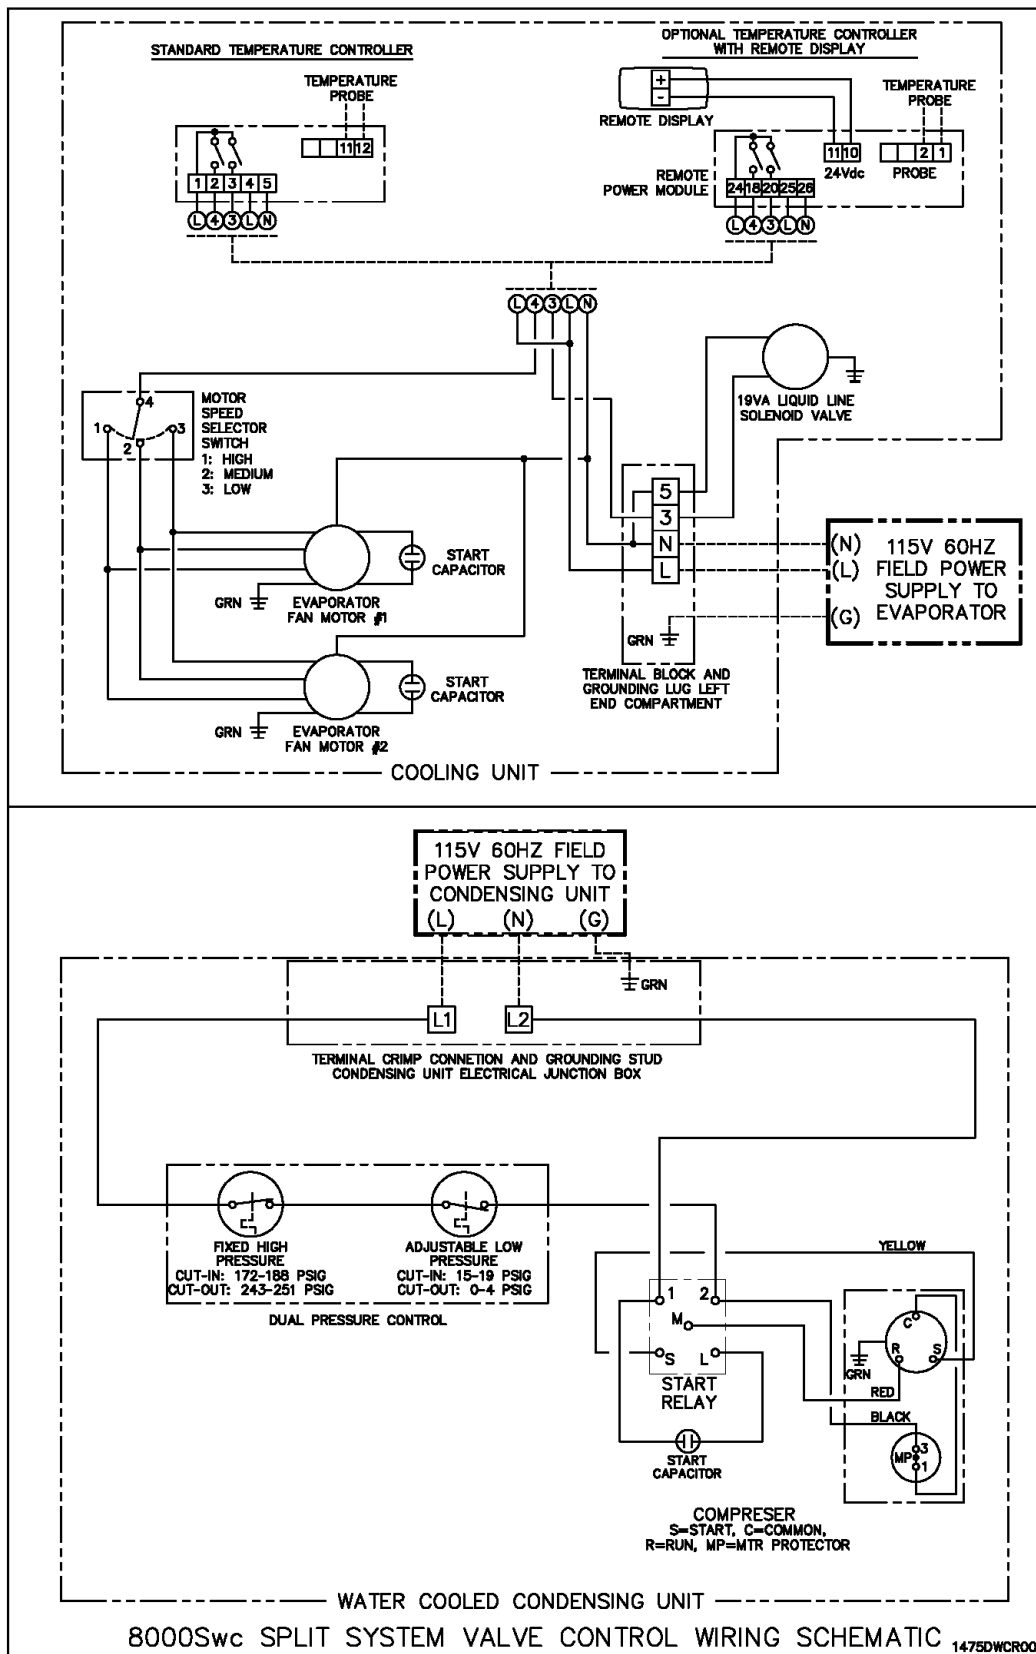 STANDARD TEMPERATURE CONTROLLER
TEMPERATURE
PROBE
11 12
1 2 3 4 5
L 4 3 L N
OPTIONAL TEMPERATURE CONTROLLER
WITH REMOTE DISPLAY
+
-
REMOTE DISPLAY
TEMPERATURE
PROBE
REMOTE
POWER MODULE
11 10
24Vdc
2 1
PROBE
24 18 20 25 26
L 4 3 L N
L 4 3 L N
19VA LIQUID LINE
SOLENOID VALVE
4
1
3
2
MOTOR
SPEED
SELECTOR
SWITCH
1: HIGH
2: MEDIUM
3: LOW
START
CAPACITOR
GRN
EVAPORATOR
FAN MOTOR #1
START
CAPACITOR
GRN
EVAPORATOR
FAN MOTOR #2
5
3
N
L
GRN
TERMINAL BLOCK AND
GROUNDING LUG LEFT
END COMPARTMENT
(N)
(L)
(G)
115V 60HZ
FIELD POWER
SUPPLY TO
EVAPORATOR
COOLING UNIT
115V 60HZ FIELD
POWER SUPPLY TO
CONDENSING UNIT
(L) (N) (G)
GRN
L1 L2
TERMINAL CRIMP CONNETION AND GROUNDING STUD
CONDENSING UNIT ELECTRICAL JUNCTION BOX
FIXED HIGH
PRESSURE
CUT-IN: 172-188 PSIG
CUT-OUT: 243-251 PSIG
ADJUSTABLE LOW
PRESSURE
CUT-IN: 15-19 PSIG
CUT-OUT: 0-4 PSIG
DUAL PRESSURE CONTROL
1 2
M
S L
START
RELAY
START
CAPACITOR
YELLOW
C
R S
GRN
RED
BLACK
MP
3
1
COMPRESER
S=START, C=COMMON,
R=RUN, MP=MTR PROTECTOR
WATER COOLED CONDENSING UNIT
8000Swc SPLIT SYSTEM VALVE CONTROL WIRING SCHEMATIC